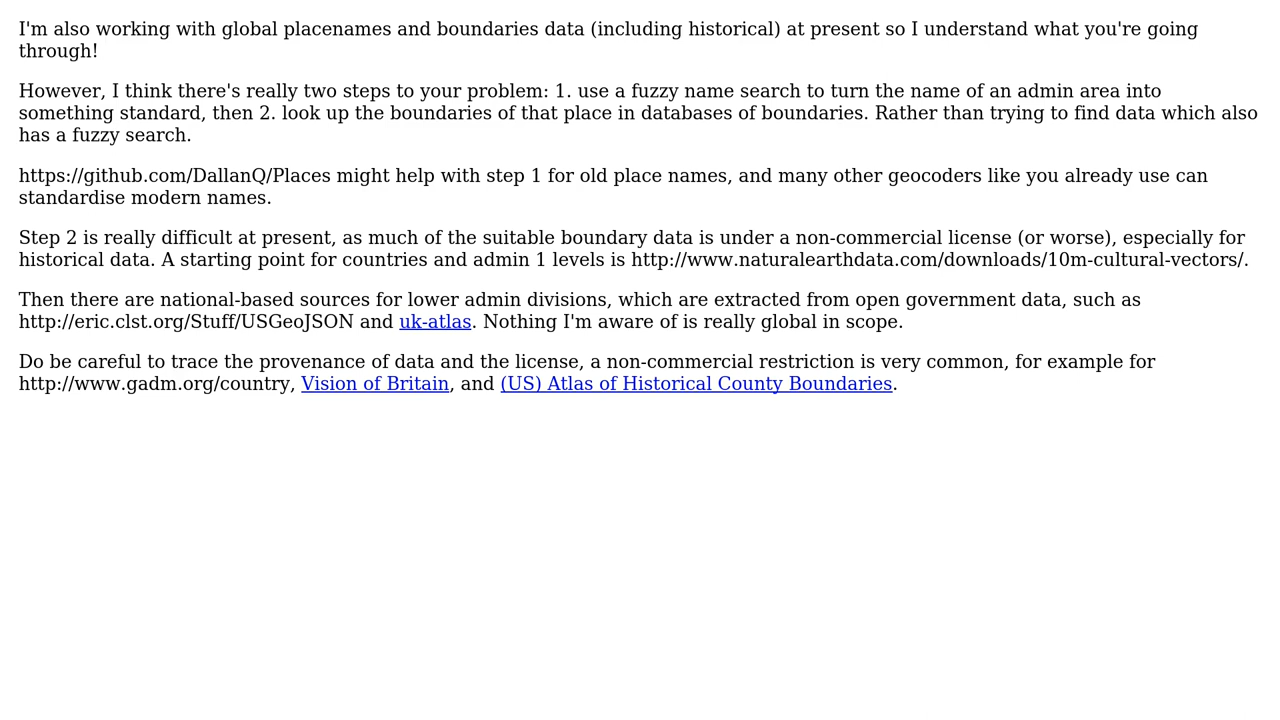 I'm also working with global placenames and boundaries data (including historical) at present so I understand what you're going
through!
However, I think there's really two steps to your problem: 1. use a fuzzy name search to turn the name of an admin area into
something standard, then 2. look up the boundaries of that place in databases of boundaries. Rather than trying to find data which also
has a fuzzy search.
https://github.com/DallanQ/Places might help with step 1 for old place names, and many other geocoders like you already use can
standardise modern names.
Step 2 is really difficult at present, as much of the suitable boundary data is under a non-commercial license (or worse), especially for
historical data. A starting point for countries and admin 1 levels is http://www.naturalearthdata.com/downloads/10m-cultural-vectors/.
Then there are national-based sources for lower admin divisions, which are extracted from open government data, such as
http://eric.clst.org/Stuff/USGeoJSON and uk-atlas. Nothing I'm aware of is really global in scope.
Do be careful to trace the provenance of data and the license, a non-commercial restriction is very common, for example for
http://www.gadm.org/country, Vision of Britain, and (US) Atlas of Historical County Boundaries.